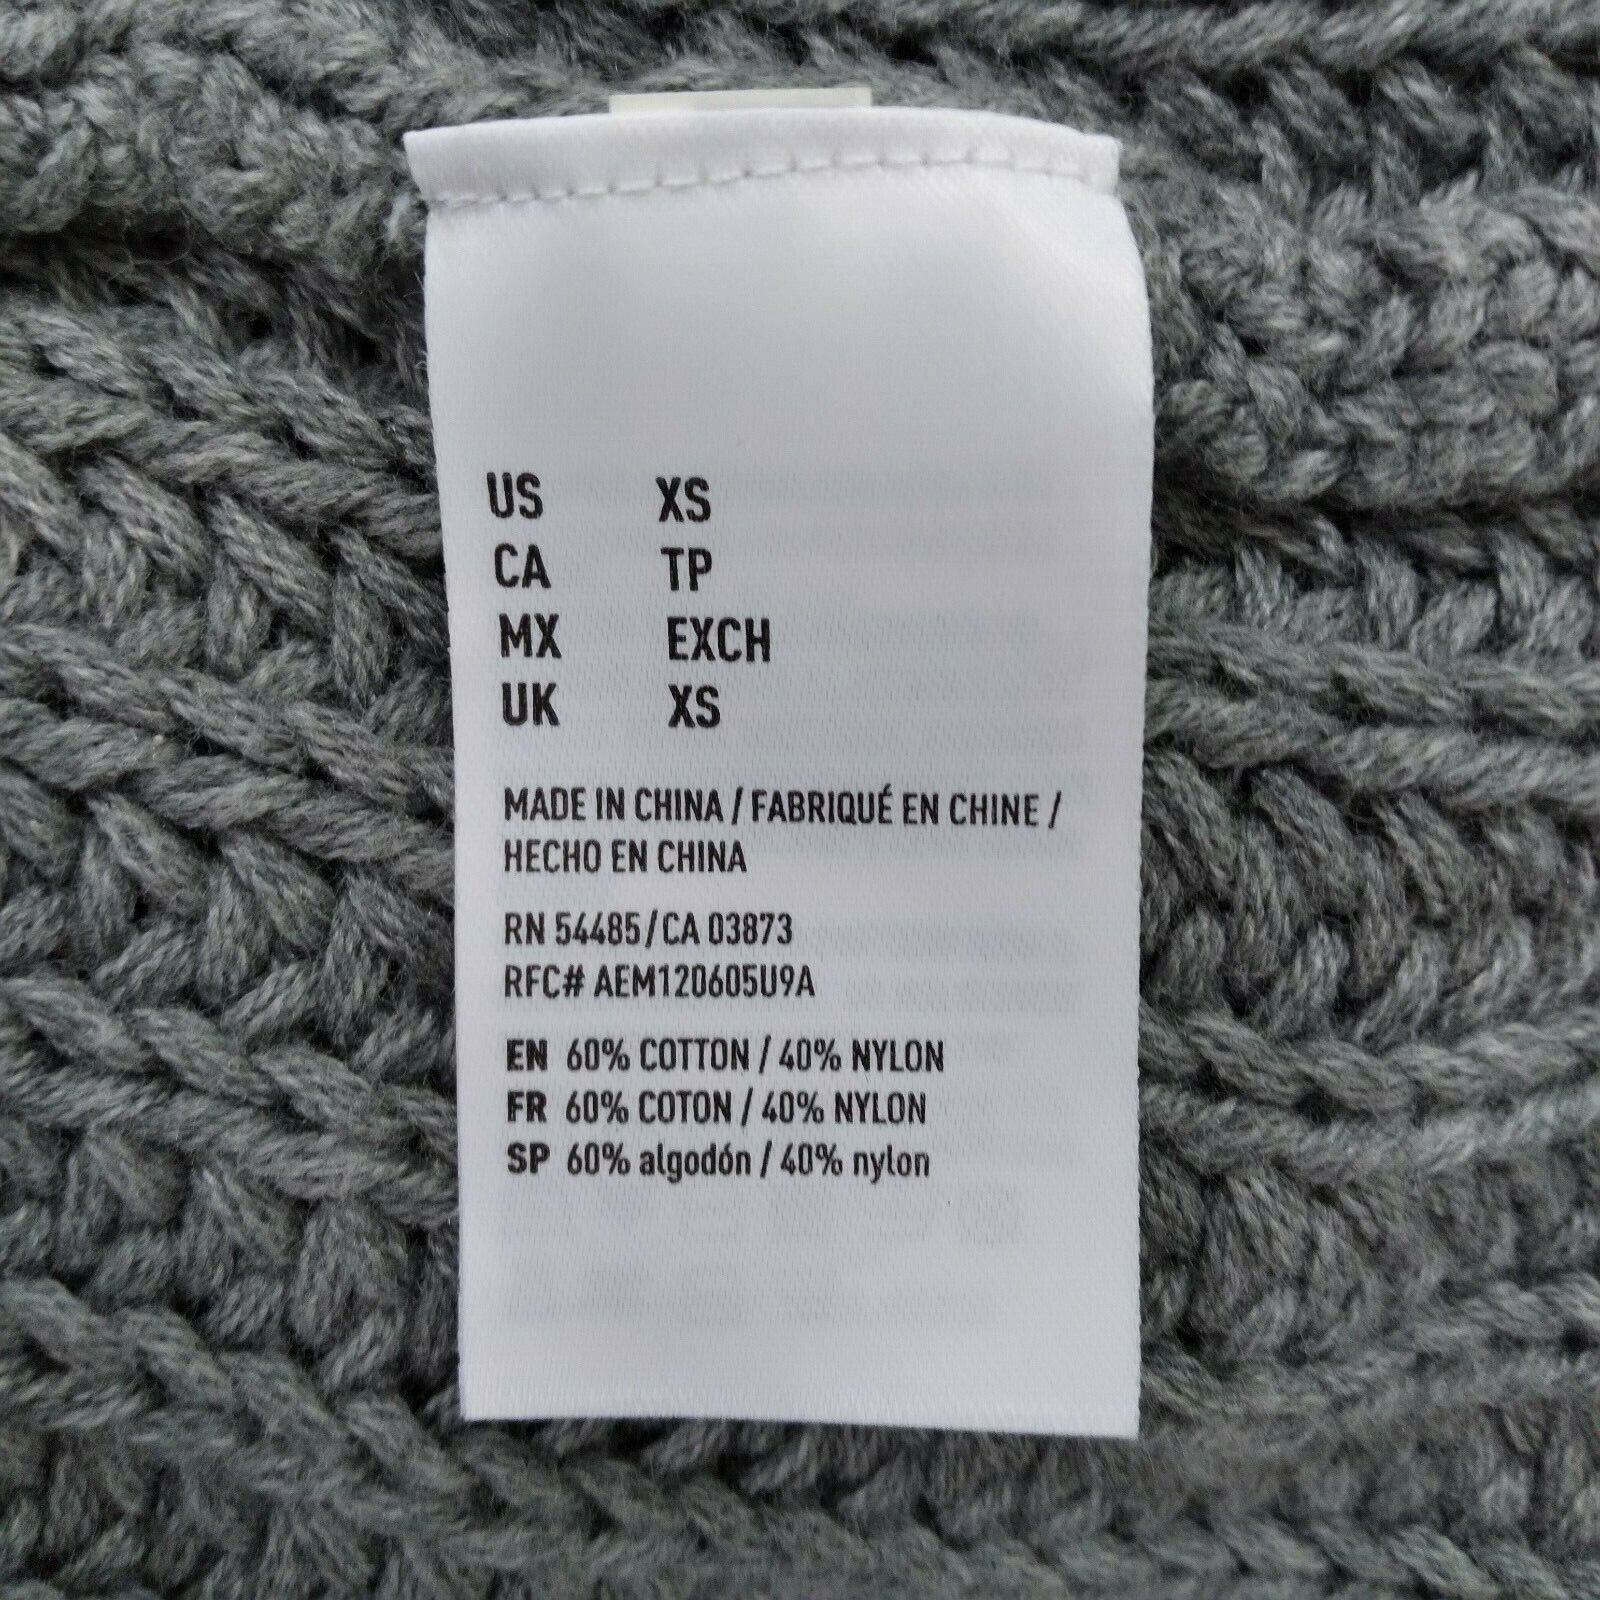 US XS
CA TP
MX EXCH
UK XS
MADE IN CHINA / FABRIQUÉ EN CHINE /
HECHO EN CHINA
RN 54485/CA 03873
RFC# AEM120605U9A
EN 60% COTTON / 40% NYLON
FR 60% COTON / 40% NYLON
SP 60% algodón / 40% nylon